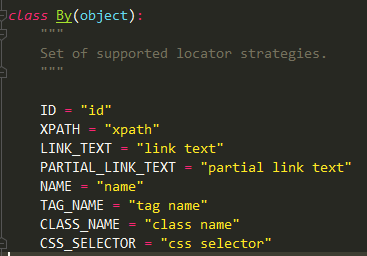 class By(object):
"""
Set of supported locator strategies.
"""
ID = "id"
XPATH = "xpath"
LINK_TEXT = "link text"
PARTIAL_LINK_TEXT = "partial link text"
NAME = "name"
TAG_NAME = "tag name"
CLASS_NAME = "class name"
CSS_SELECTOR = "css selector"